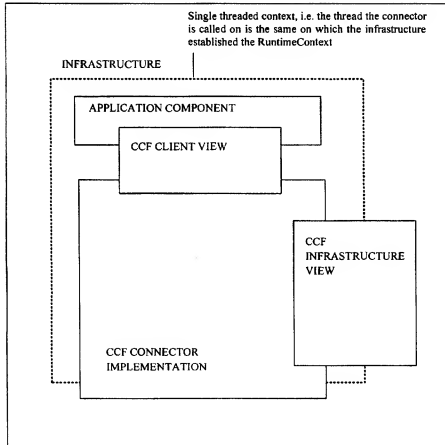 Single threaded context, i.e. the thread the connector
is called on is the same on which the infrastructure
established the RuntimeContext
INFRASTRUCTURE
APPLICATION COMPONENT
CCF CLIENT VIEW
CCF
INFRASTRUCTURE
VIEW
CCF CONNECTOR
IMPLEMENTATION